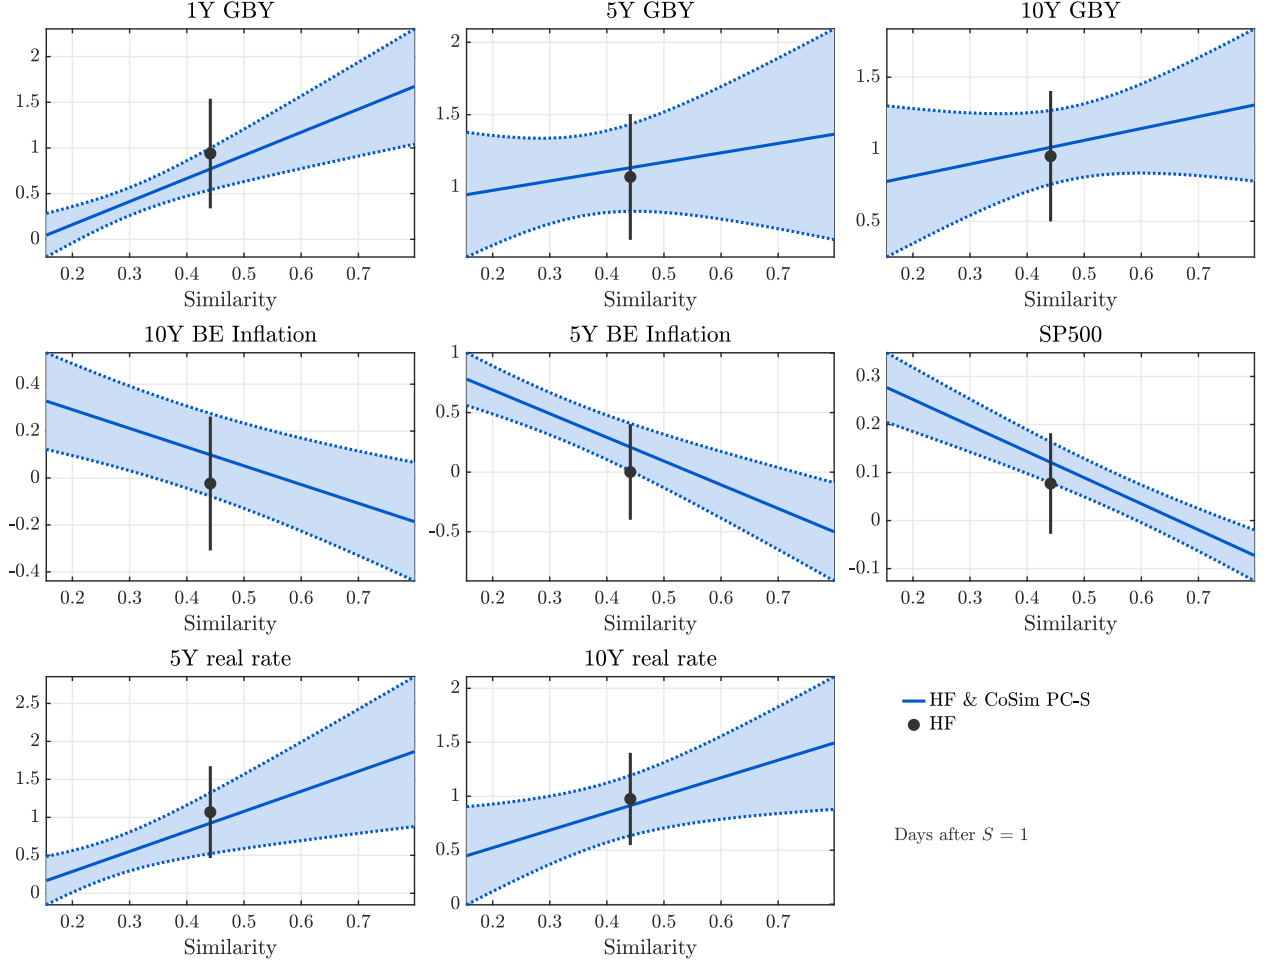 1Y GBY
5Y GBY
10Y GBY
2
1.5
1
0.5
0
0.2 0.3 0.4 0.5 0.6 0.7
Similarity
2
1.5
1
0.2 0.3 0.4 0.5 0.6 0.7
Similarity
1.5
1
0.5
0.2 0.3 0.4 0.5 0.6 0.7
Similarity
10Y BE Inflation
5Y BE Inflation
SP500
0.4
0.2
0
-0.2
-0.4
0.2 0.3 0.4 0.5 0.6 0.7
Similarity
1
0.5
0
-0.5
0.2 0.3 0.4 0.5 0.6 0.7
Similarity
0.3
0.2
0.1
0
-0.1
0.2 0.3 0.4 0.5 0.6 0.7
Similarity
5Y real rate
10Y real rate
2.5
2
1.5
1
0.5
0
0.2 0.3 0.4 0.5 0.6 0.7
Similarity
2
1.5
1
0.5
0
0.2 0.3 0.4 0.5 0.6 0.7
Similarity
HF & CoSim PC-S
HF
Days after S = 1